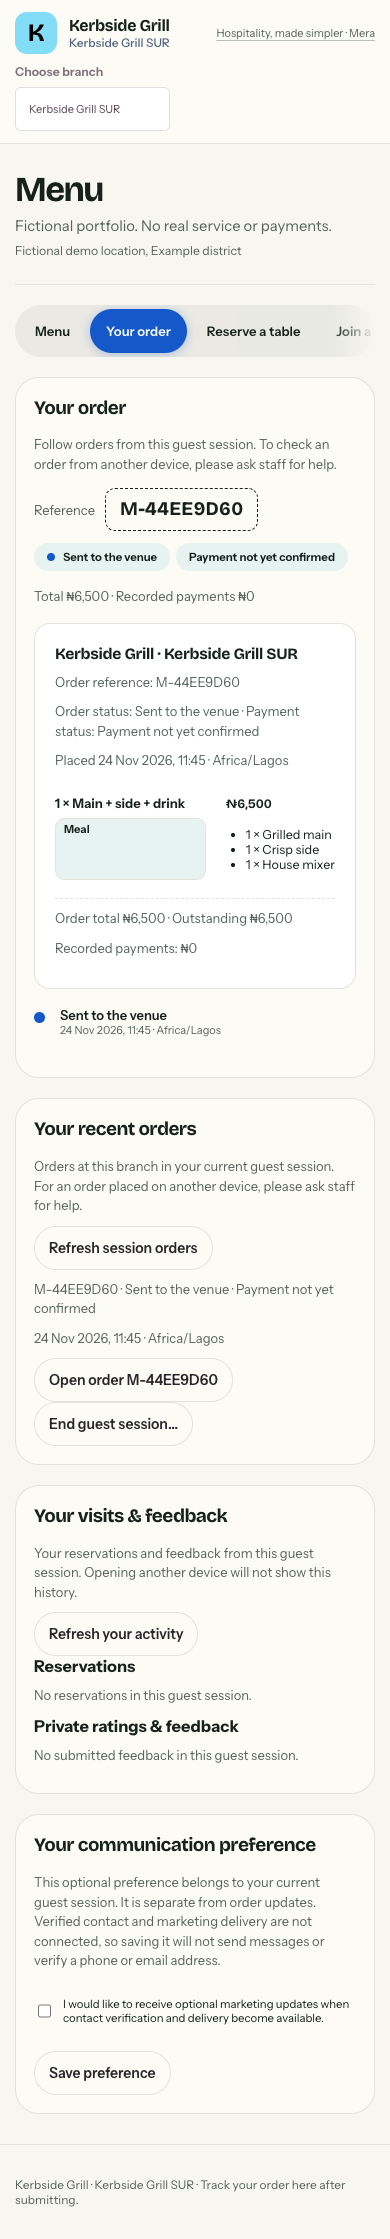 K
Kerbside Grill
Kerbside Grill SUR
Hospitality, made simpler · Mera
Choose branch
Kerbside Grill SUR
Menu
Fictional portfolio. No real service or payments.
Fictional demo location, Example district
Menu
Your order
Reserve a table
Join a
Your order
Follow orders from this guest session. To check an
order from another device, please ask staff for help.
Reference
M-44EE9D60
Sent to the venue
Payment not yet confirmed
Total ₦6,500 · Recorded payments ₦0
Kerbside Grill · Kerbside Grill SUR
Order reference: M-44EE9D60
Order status: Sent to the venue · Payment
status: Payment not yet confirmed
Placed 24 Nov 2026, 11:45 · Africa/Lagos
1 × Main + side + drink
₦6,500
Meal
• 1 × Grilled main
• 1 × Crisp side
• 1 × House mixer
Order total ₦6,500 · Outstanding ₦6,500
Recorded payments: ₦0
Sent to the venue
24 Nov 2026, 11:45 · Africa/Lagos
Your recent orders
Orders at this branch in your current guest session.
For an order placed on another device, please ask staff
for help.
Refresh session orders
M-44EE9D60 · Sent to the venue · Payment not yet
confirmed
24 Nov 2026, 11:45 · Africa/Lagos
Open order M-44EE9D60
End guest session...
Your visits & feedback
Your reservations and feedback from this guest
session. Opening another device will not show this
history.
Refresh your activity
Reservations
No reservations in this guest session.
Private ratings & feedback
No submitted feedback in this guest session.
Your communication preference
This optional preference belongs to your current
guest session. It is separate from order updates.
Verified contact and marketing delivery are not
connected, so saving it will not send messages or
verify a phone or email address.
I would like to receive optional marketing updates when
contact verification and delivery become available.
Save preference
Kerbside Grill · Kerbside Grill SUR · Track your order here after
submitting.